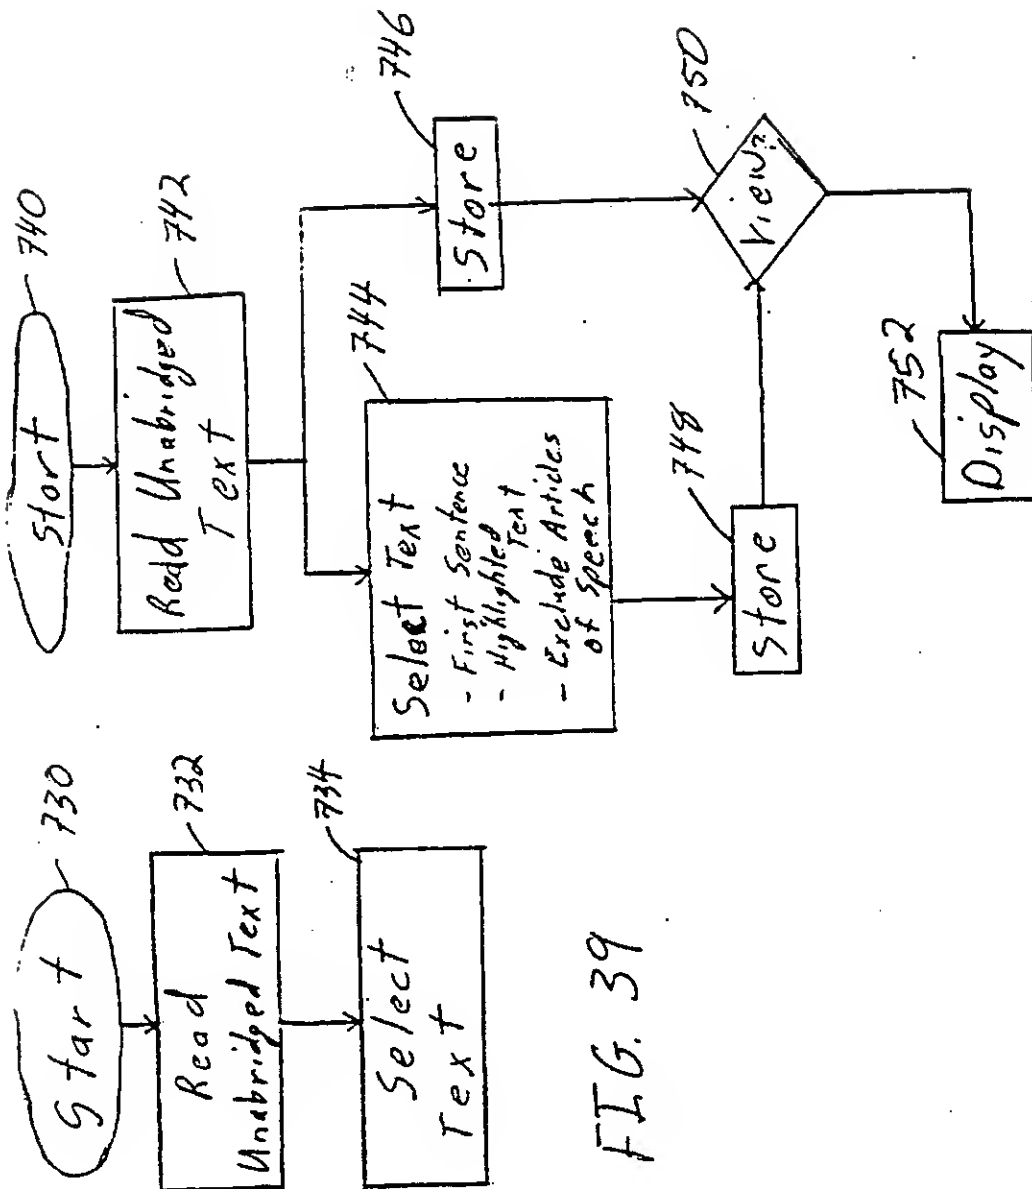 Start
730
Read
Unabridged Text
732
Select
Text
734
FIG. 39
Start
740
Read Unabridged
Text
742
Select Text
- First Sentence
- Highlighted
Text
- Exclude Articles
of Speech
744
Store
746
Store
748
View?
750
Display
752